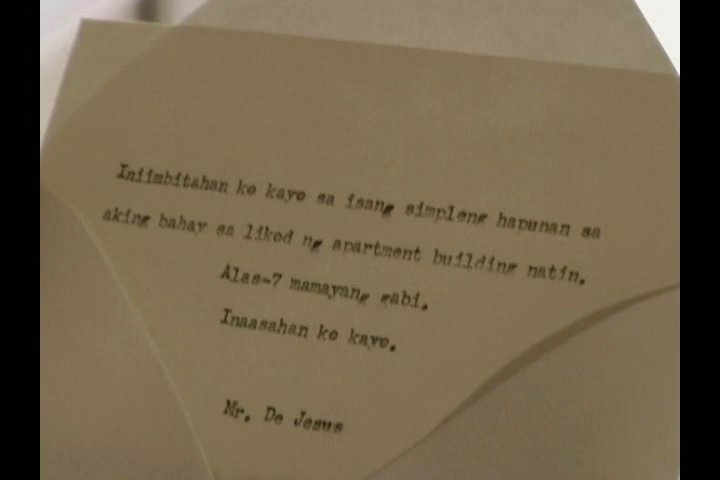 Iniimbitahan ko kayo sa isang simpleng hapunan sa
aking bahay sa likod ng apartment building natin.
Alas-7 mamayang gabi.
Inaasahan ko kayo.
Mr. De Jesus